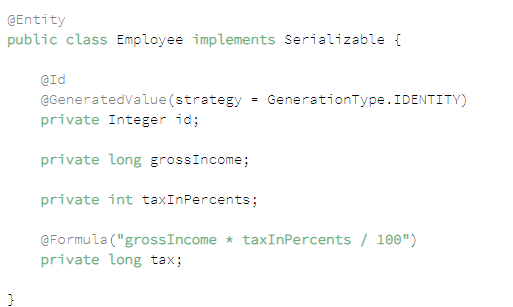 @Entity
public class Employee implements Serializable {
@Id
@GeneratedValue(strategy = GenerationType.IDENTITY)
private Integer id;
private long grossIncome;
private int taxInPercents;
@Formula("grossIncome * taxInPercents / 100")
private long tax;
}